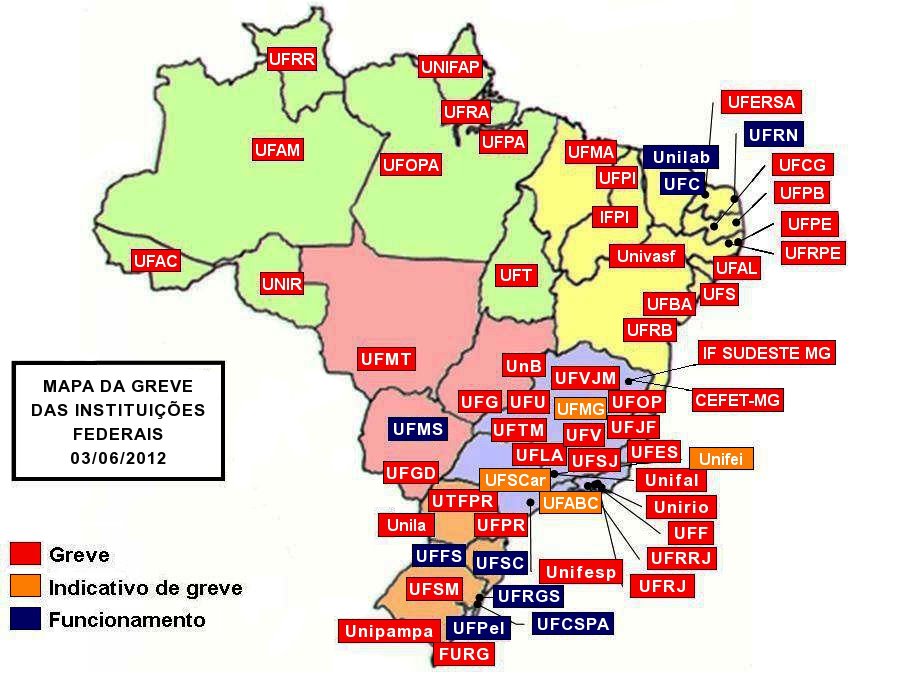 UFRR
UNIFAP
UFRA
UFERSA
UFPA
UFRN
UFAM
UFMA
Unilab
UFOPA
UFCG
UFPI
UFC
UFPB
IFPI
UFPE
UFRPE
UFAC
Univasf
UFAL
UNIR
UFT
UFS
UFBA
UFRB
UFMT
UnB
IF SUDESTE MG
UFVJM
MAPA DA GREVE
DAS INSTITUIÇÕES
FEDERAIS
03/06/2012
UFG
UFU
UFMG
UFOP
CEFET-MG
UFMS
UFTM
UFV
UFJF
UFLA
UFSJ
UFES
Unifei
UFGD
UFSCar
Unifal
UTFPR
UFABC
Unirio
Unila
UFPR
UFF
UFFS
UFSC
UFRRJ
Unifesp
UFRJ
UFSM
UFRGS
Unipampa
UFPel
UFCSPA
FURG
Greve
Indicativo de greve
Funcionamento